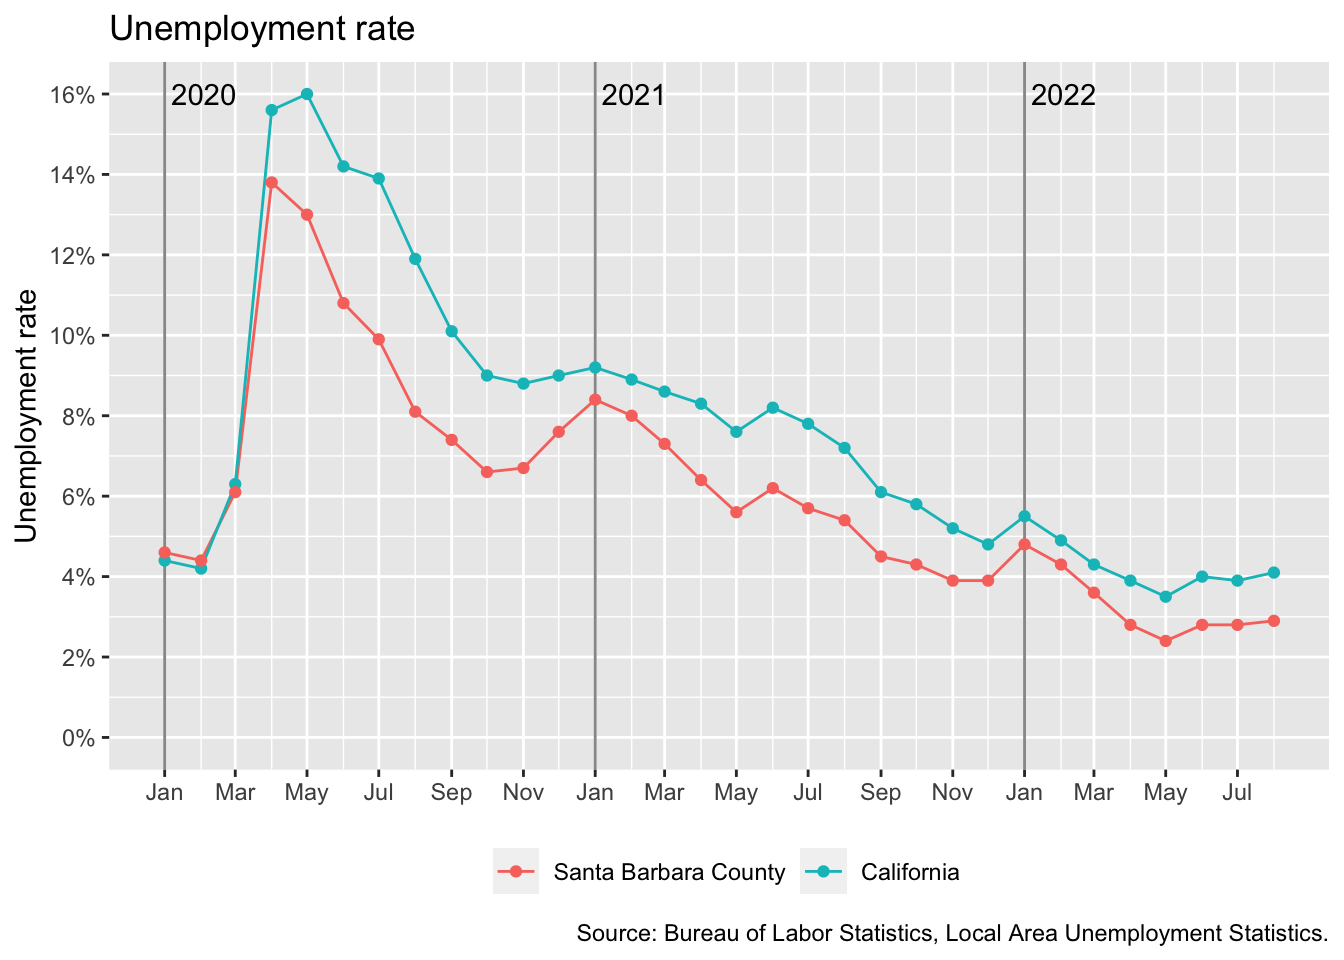 Unemployment rate
2020 2021 2022
Unemployment rate
16%
14%
12%
10%
8%
6%
4%
2%
0%
Jan Mar May Jul Sep Nov Jan Mar May Jul Sep Nov Jan Mar May Jul
Santa Barbara County California
Source: Bureau of Labor Statistics, Local Area Unemployment Statistics.